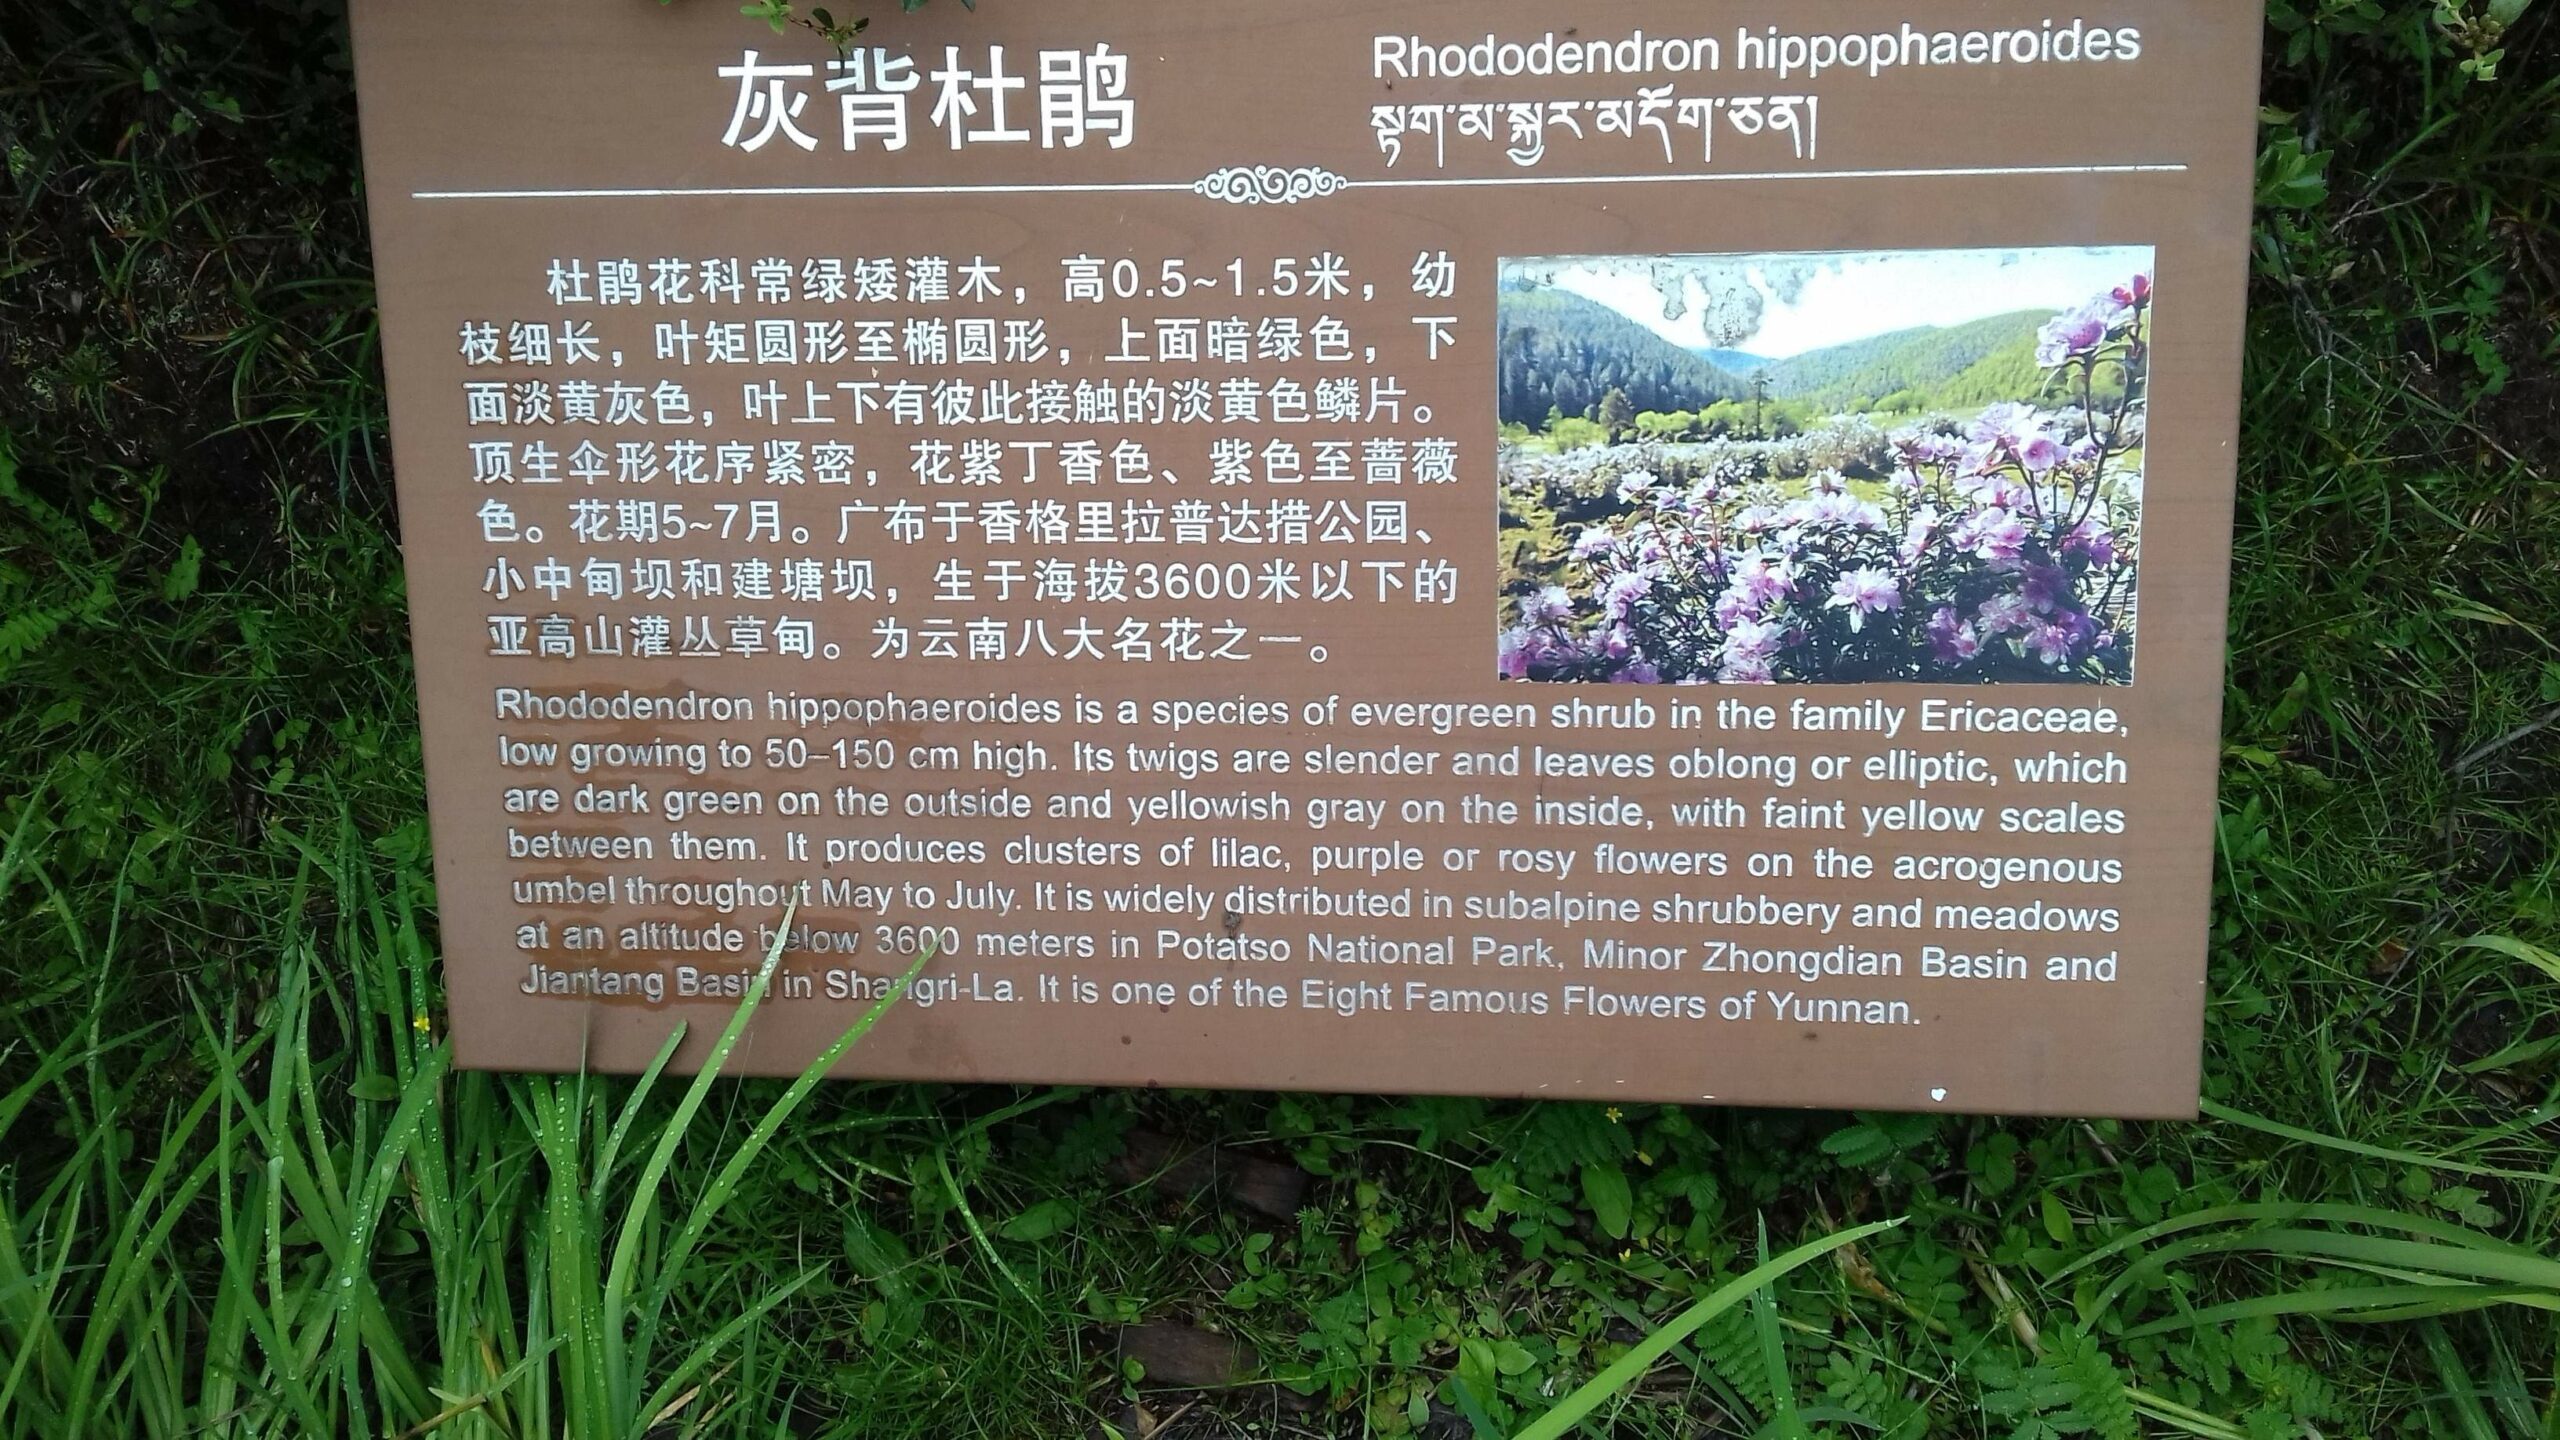 灰背杜鹃
Rhododendron hippophaeroides
སྟག་མ་སྐྱར་མདོག་ཅན།
杜鹃花科常绿矮灌木，高0.5~1.5米，幼
枝细长，叶矩圆形至椭圆形，上面暗绿色，下
面淡黄灰色，叶上下有彼此接触的淡黄色鳞片。
顶生伞形花序紧密，花紫丁香色、紫色至蔷薇
色。花期5~7月。广布于香格里拉普达措公园、
小中甸坝和建塘坝，生于海拔3600米以下的
亚高山灌丛草甸。为云南八大名花之一。
Rhododendron hippophaeroides is a species of evergreen shrub in the family Ericaceae,
low growing to 50–150 cm high. Its twigs are slender and leaves oblong or elliptic, which
are dark green on the outside and yellowish gray on the inside, with faint yellow scales
between them. It produces clusters of lilac, purple or rosy flowers on the acrogenous
umbel throughout May to July. It is widely distributed in subalpine shrubbery and meadows
at an altitude below 3600 meters in Potatso National Park, Minor Zhongdian Basin and
Jiantang Basin in Shangri-La. It is one of the Eight Famous Flowers of Yunnan.